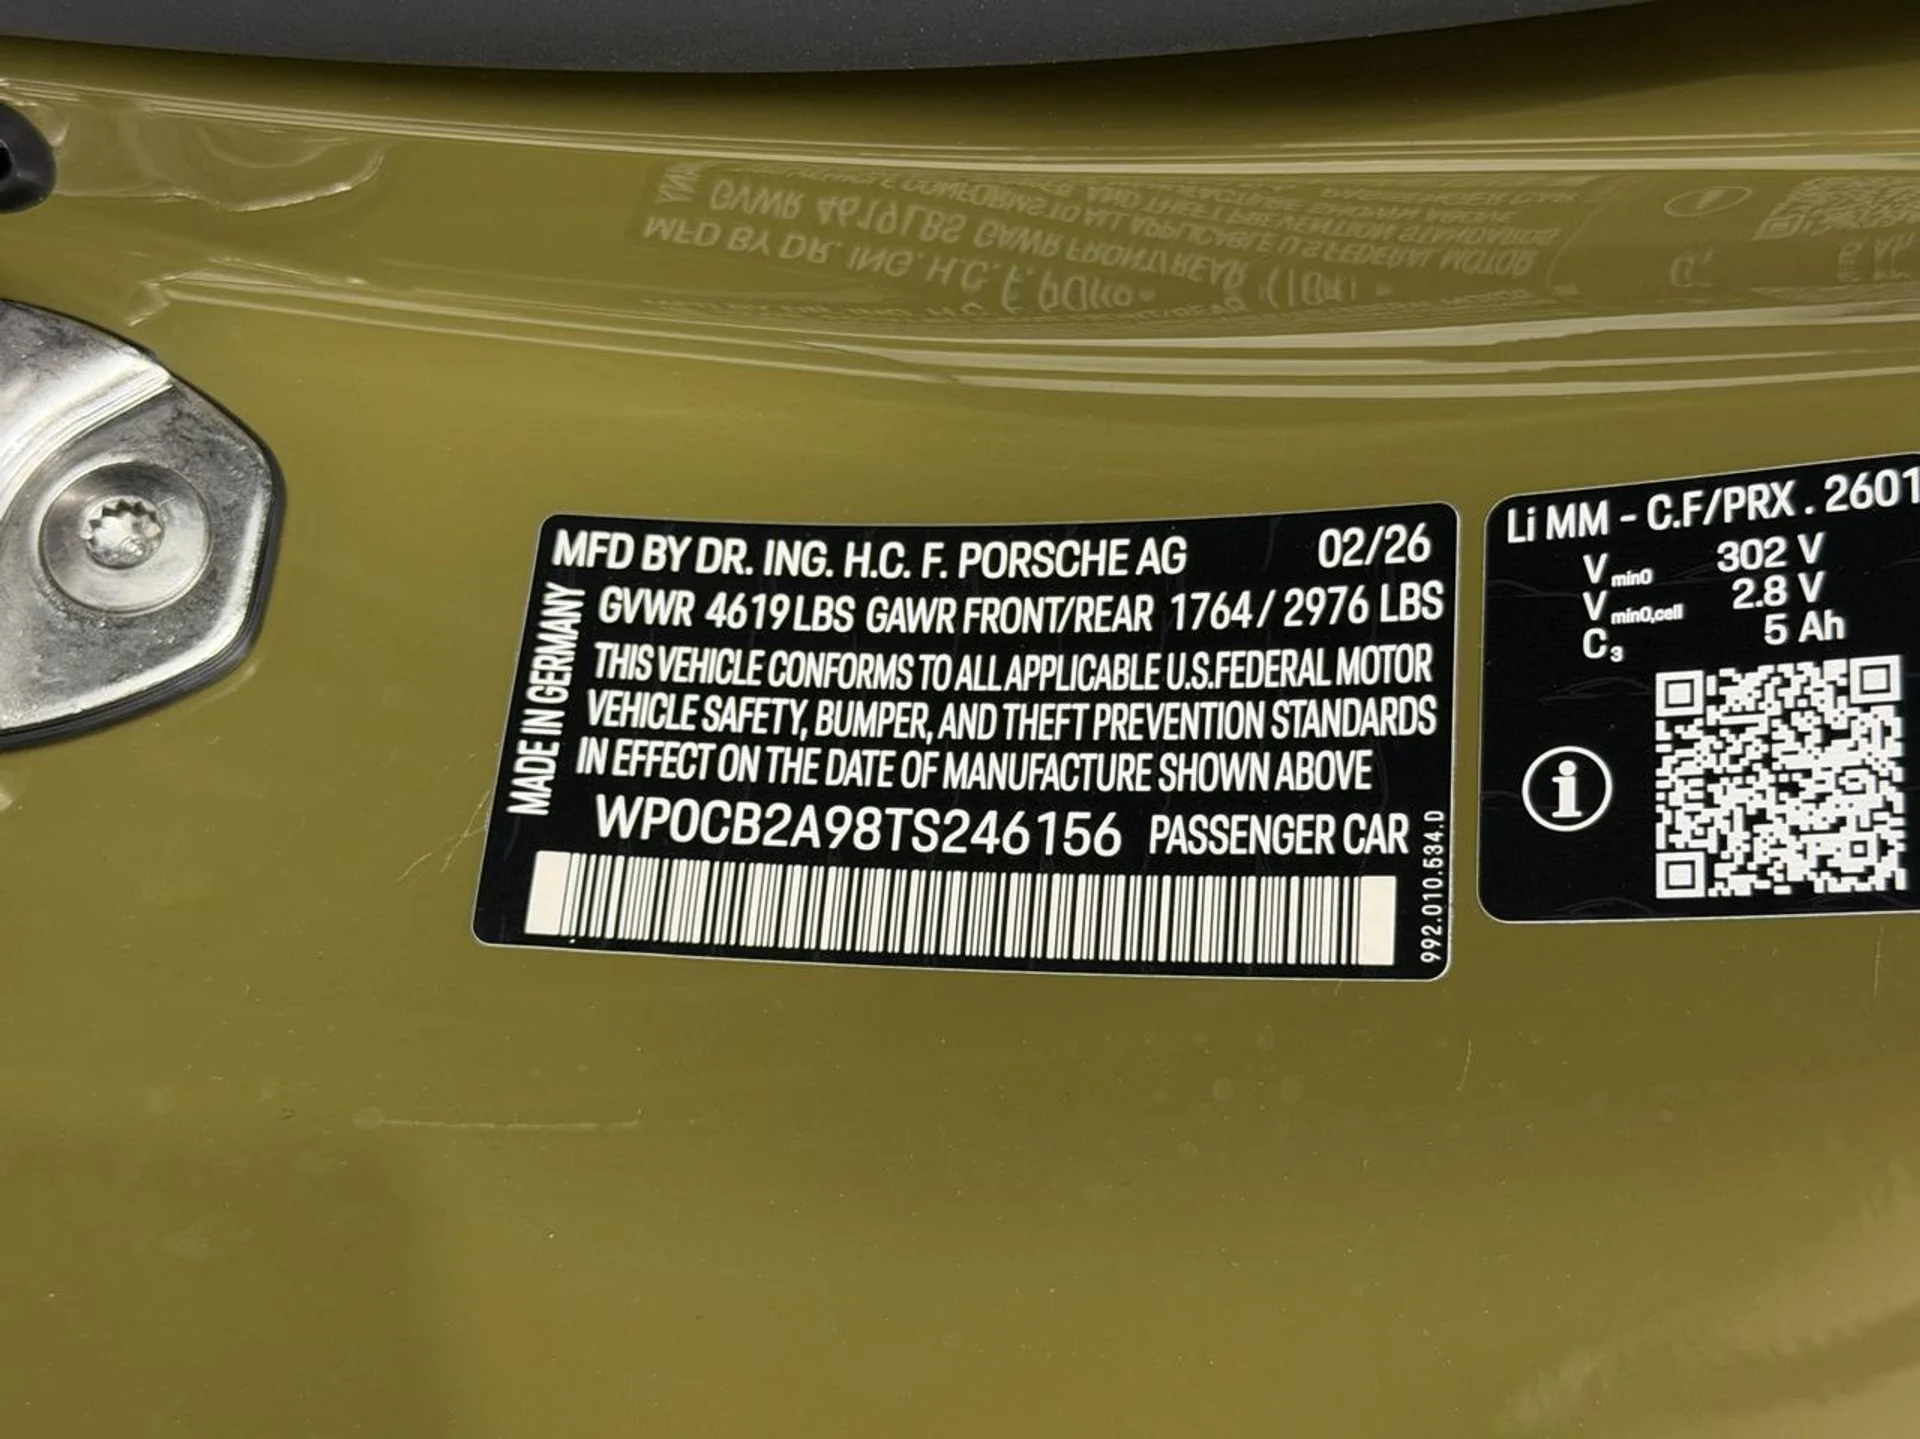 MFD BY DR. ING. H.C. F. PORSCHE AG 02/26
GVWR 4619 LBS GAWR FRONT/REAR 1764 / 2976 LBS
THIS VEHICLE CONFORMS TO ALL APPLICABLE U.S.FEDERAL MOTOR
VEHICLE SAFETY, BUMPER, AND THEFT PREVENTION STANDARDS
IN EFFECT ON THE DATE OF MANUFACTURE SHOWN ABOVE
WP0CB2A98TS246156 PASSENGER CAR
MADE IN GERMANY
992.010.534.D
Li MM - C.F/PRX . 2601
Vmin0 302 V
Vmin0,cell 2.8 V
C3 5 Ah
i